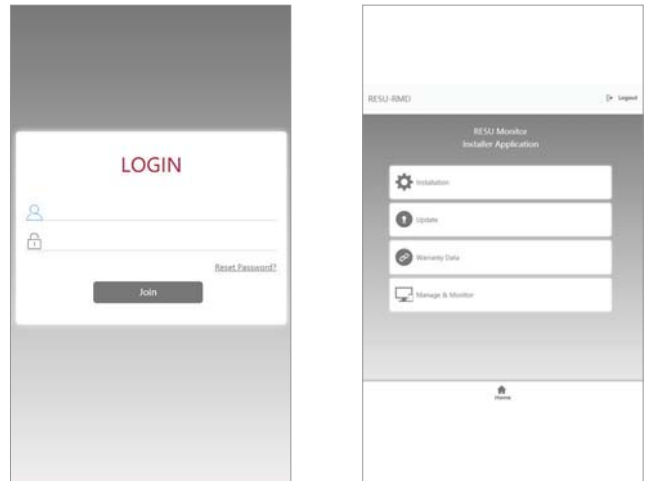 LOGIN
Reset Password?
Join
RESU-RMD
Logout
RESU Monitor
Installer Application
Installation
Update
Warranty Data
Manage & Monitor
Home